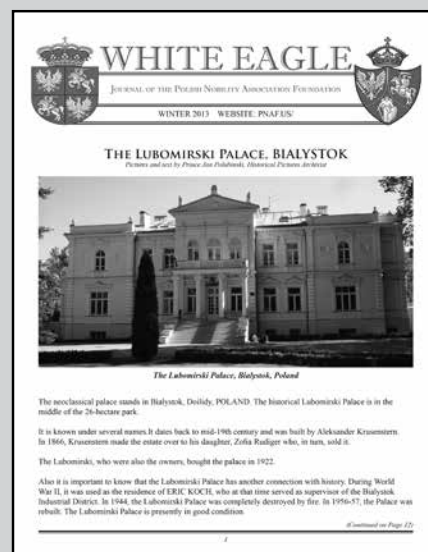 WHITE EAGLE
JOURNAL OF THE POLISH NOBILITY ASSOCIATION FOUNDATION
WINTER 2013 WEBSITE: PNAF.US/
THE LUBOMIRSKI PALACE, BIALYSTOK
Pictures and text by Prince Jan Polubinski, Historical Pictures Archivist
The Lubomirski Palace, Bialystok, Poland
The neoclassical palace stands in Bialystok, Doilidy, POLAND. The historical Lubomirski Palace is in the
middle of the 26-hectare park.
It is known under several names.It dates back to mid-19th century and was built by Aleksander Krusenstern.
In 1866, Krusenstern made the estate over to his daughter, Zofia Rudiger who, in turn, sold it.
The Lubomirski, who were also the owners, bought the palace in 1922.
Also it is important to know that the Lubomirski Palace has another connection with history. During World
War II, it was used as the residence of ERIC KOCH, who at that time served as supervisor of the Bialystok
Industrial District. In 1944, the Lubomirski Palace was completely destroyed by fire. In 1956-57, the Palace was
rebuilt. The Lubomirski Palace is presently in good condition
(Continued on Page 12)
1